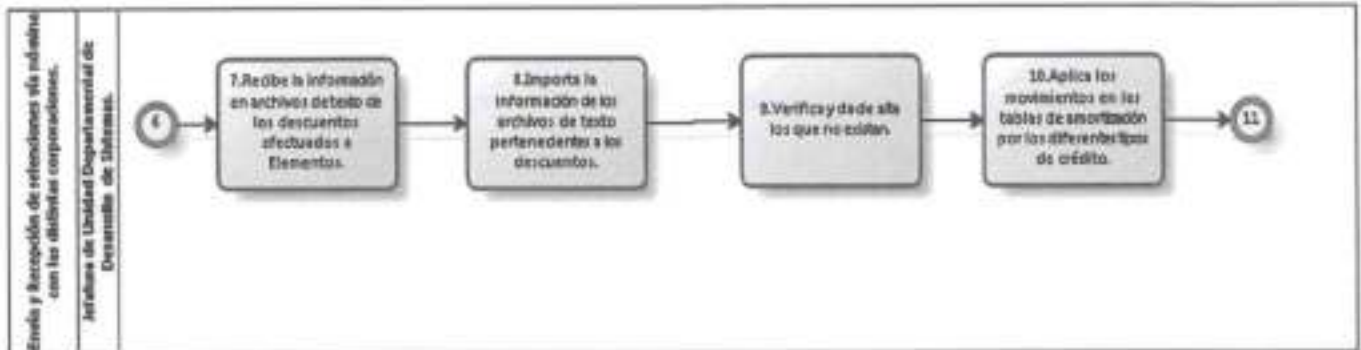 Envío y Recepción de retenciones vía nómina
con las distintas corporaciones.
Jefatura de Unidad Departamental de
Desarrollo de Sistemas.
6
7.Recibe la información
en archivos de texto de
los descuentos
efectuados a
Elementos.
8.Importa la
información de los
archivos de texto
pertenecientes a los
descuentos.
9.Verifica y da de alta
los que no existan.
10.Aplica los
movimientos en las
tablas de amortización
por los diferentes tipos
de crédito.
11